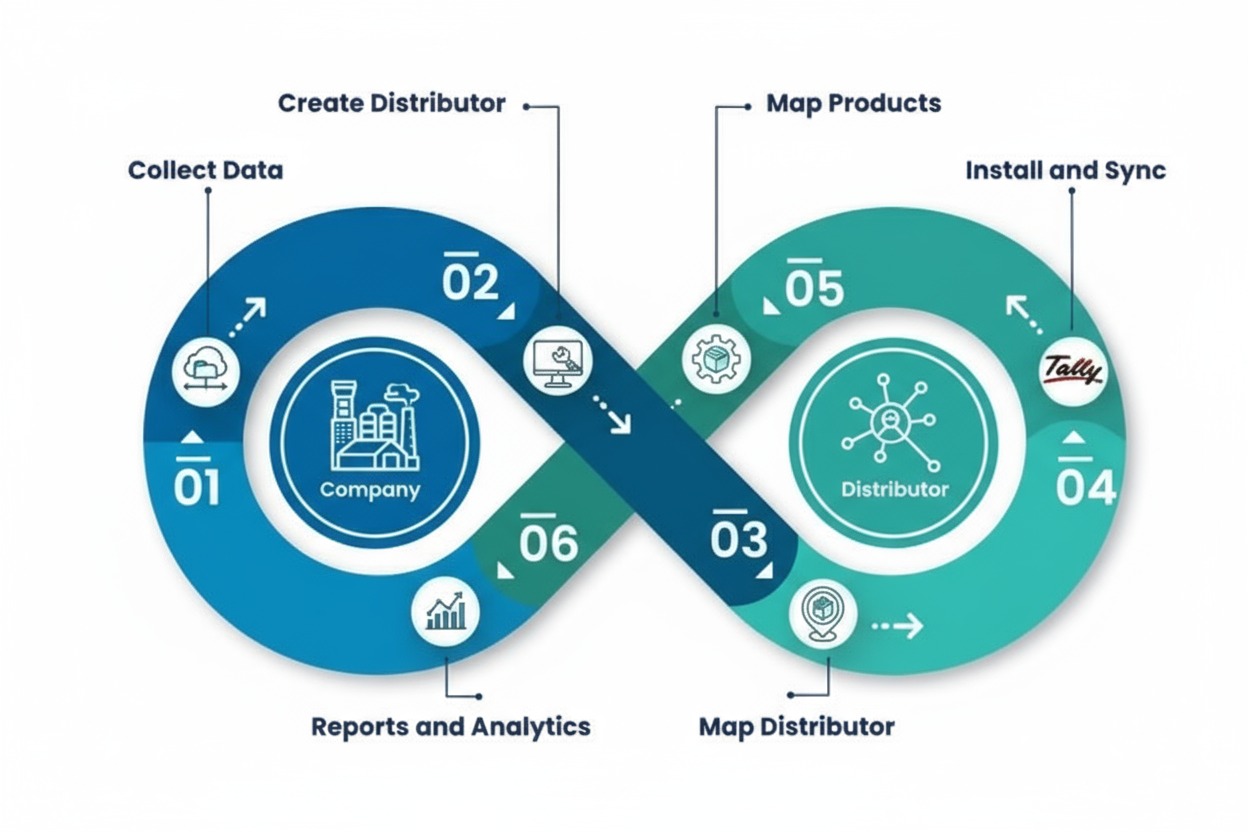 Create Distributor
Map Products
Collect Data
Install and Sync
02
05
Tally
Company
Distributor
01
04
06
03
Reports and Analytics
Map Distributor